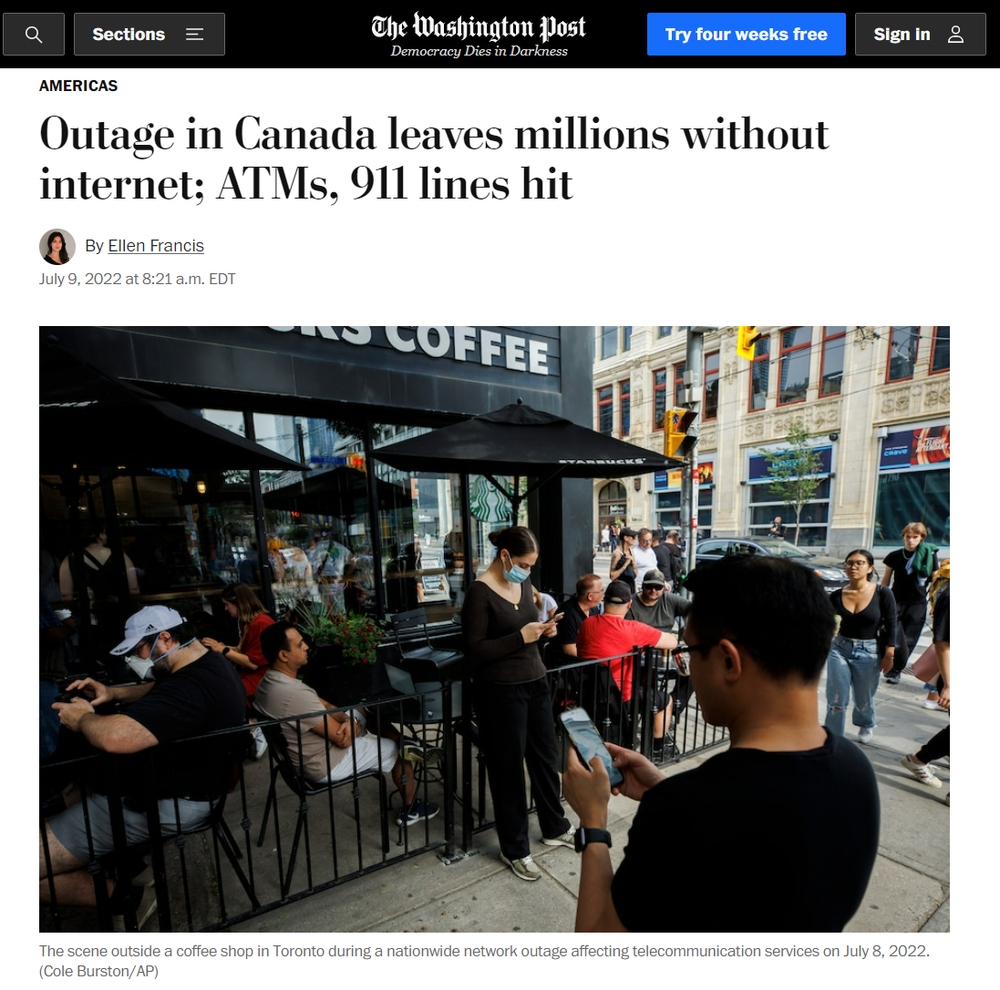 Sections
The Washington Post
Democracy Dies in Darkness
Try four weeks free
Sign in
AMERICAS
Outage in Canada leaves millions without
internet; ATMs, 911 lines hit
By Ellen Francis
July 9, 2022 at 8:21 a.m. EDT
CKS COFFEE
STARBUCKS
CRAVE
The scene outside a coffee shop in Toronto during a nationwide network outage affecting telecommunication services on July 8, 2022.
(Cole Burston/AP)